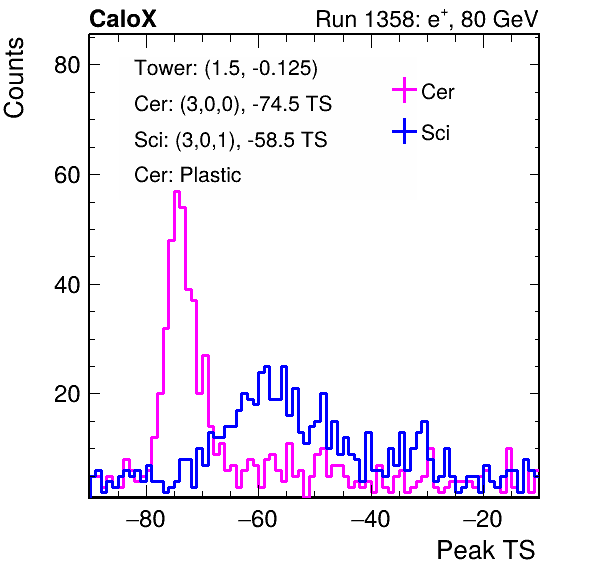 CaloX Run 1358: e⁺, 80 GeV
Counts
80
60
40
20
Tower: (1.5, -0.125)
Cer: (3,0,0), -74.5 TS
Sci: (3,0,1), -58.5 TS
Cer: Plastic
Cer
Sci
−80 −60 −40 −20
Peak TS